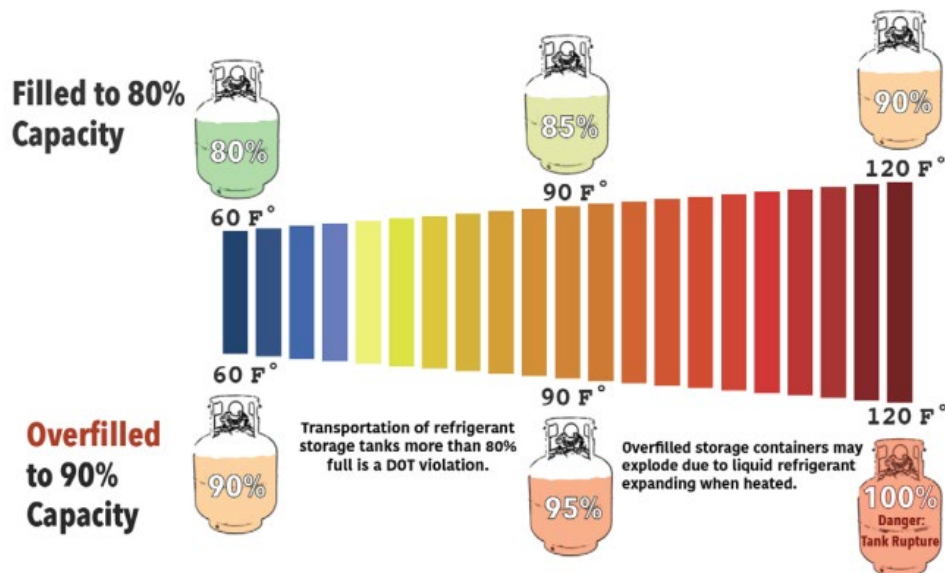 Filled to 80%
Capacity
80%
85%
90%
60 F°
90 F°
120 F°
60 F°
90 F°
120 F°
Overfilled
to 90%
Capacity
90%
Transportation of refrigerant
storage tanks more than 80%
full is a DOT violation.
95%
Overfilled storage containers may
explode due to liquid refrigerant
expanding when heated.
100%
Danger:
Tank Rupture